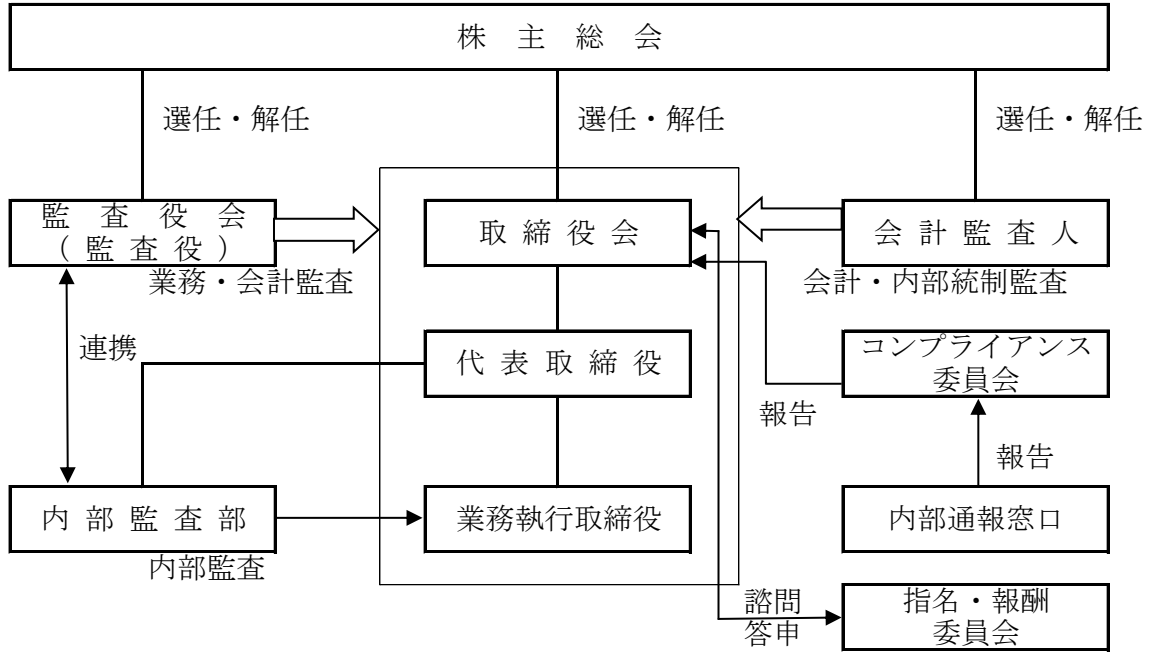 株主総会
選任・解任
選任・解任
選任・解任
監査役会
（監査役）
取締役会
会計監査人
業務・会計監査
会計・内部統制監査
連携
代表取締役
コンプライアンス
委員会
報告
報告
内部監査部
業務執行取締役
内部通報窓口
内部監査
諮問
答申
指名・報酬
委員会